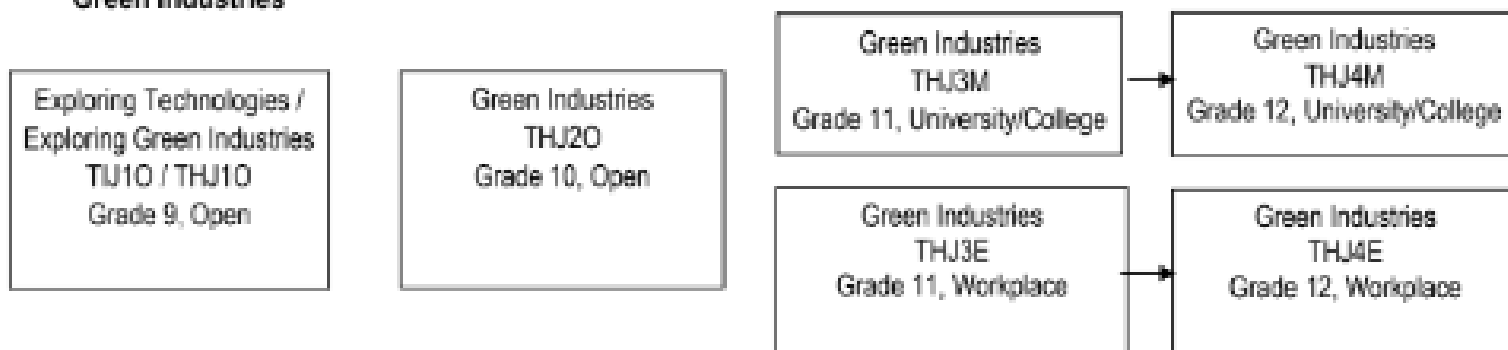 Green Industries
Exploring Technologies /
Exploring Green Industries
TIJ1O / THJ1O
Grade 9, Open
Green Industries
THJ2O
Grade 10, Open
Green Industries
THJ3M
Grade 11, University/College
Green Industries
THJ4M
Grade 12, University/College
Green Industries
THJ3E
Grade 11, Workplace
Green Industries
THJ4E
Grade 12, Workplace